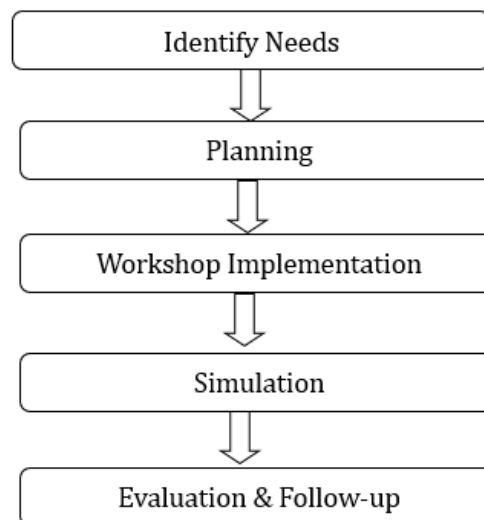 Identify Needs
Planning
Workshop Implementation
Simulation
Evaluation & Follow-up